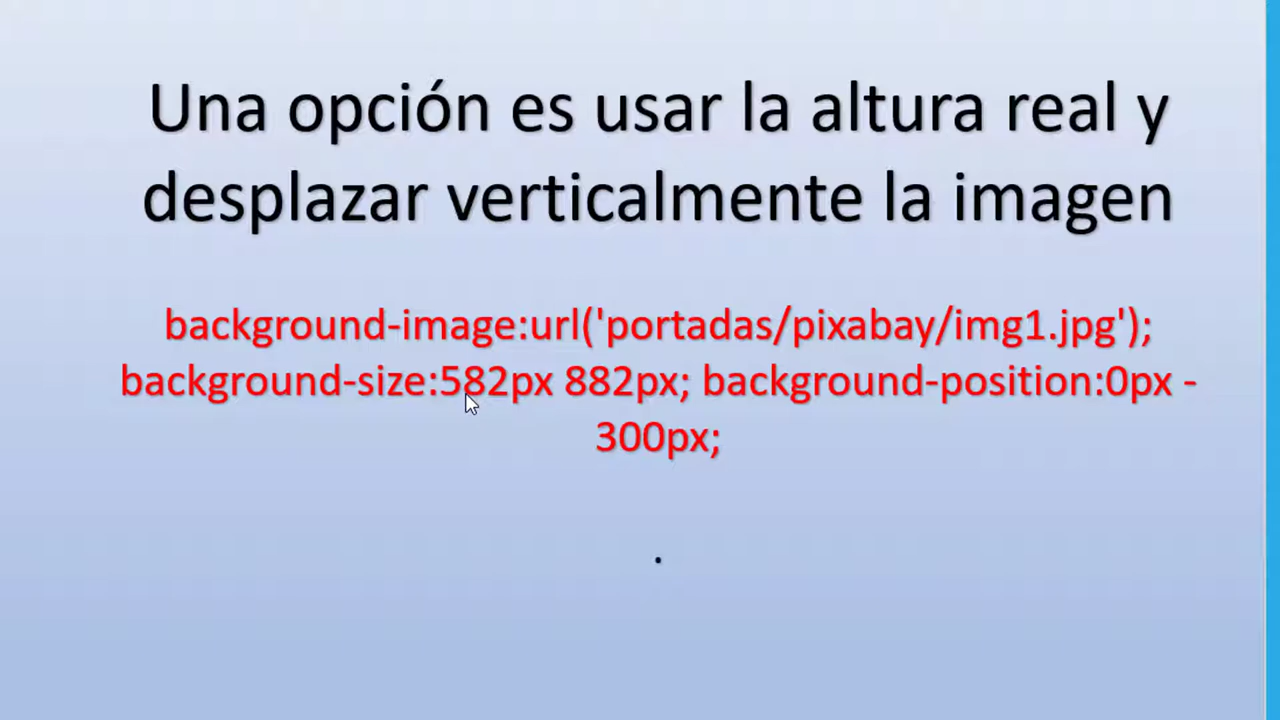 Una opción es usar la altura real y
desplazar verticalmente la imagen
background-image:url('portadas/pixabay/img1.jpg');
background-size:582px 882px; background-position:0px -
300px;
.